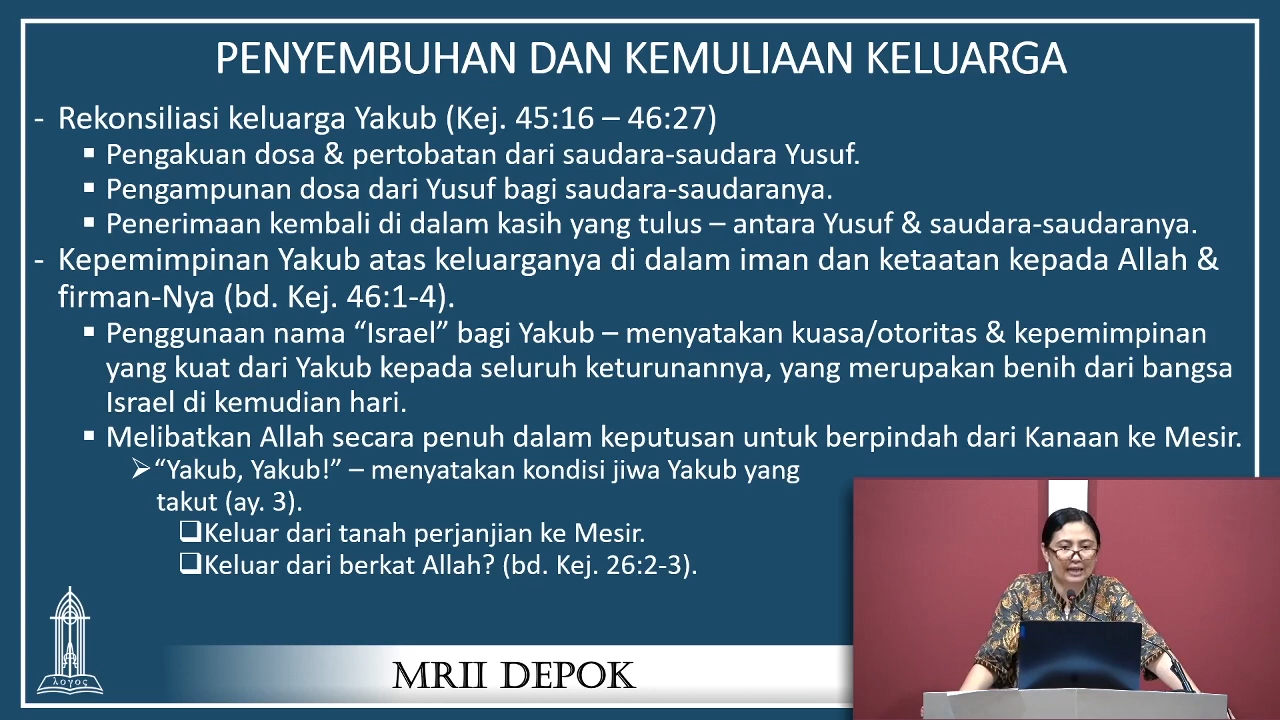 PENYEMBUHAN DAN KEMULIAAN KELUARGA
- Rekonsiliasi keluarga Yakub (Kej. 45:16 – 46:27)
▪ Pengakuan dosa & pertobatan dari saudara-saudara Yusuf.
▪ Pengampunan dosa dari Yusuf bagi saudara-saudaranya.
▪ Penerimaan kembali di dalam kasih yang tulus – antara Yusuf & saudara-saudaranya.
- Kepemimpinan Yakub atas keluarganya di dalam iman dan ketaatan kepada Allah &
firman-Nya (bd. Kej. 46:1-4).
▪ Penggunaan nama “Israel” bagi Yakub – menyatakan kuasa/otoritas & kepemimpinan
yang kuat dari Yakub kepada seluruh keturunannya, yang merupakan benih dari bangsa
Israel di kemudian hari.
▪ Melibatkan Allah secara penuh dalam keputusan untuk berpindah dari Kanaan ke Mesir.
➢ “Yakub, Yakub!” – menyatakan kondisi jiwa Yakub yang
takut (ay. 3).
❑ Keluar dari tanah perjanjian ke Mesir.
❑ Keluar dari berkat Allah? (bd. Kej. 26:2-3).
λογος
MRII DEPOK